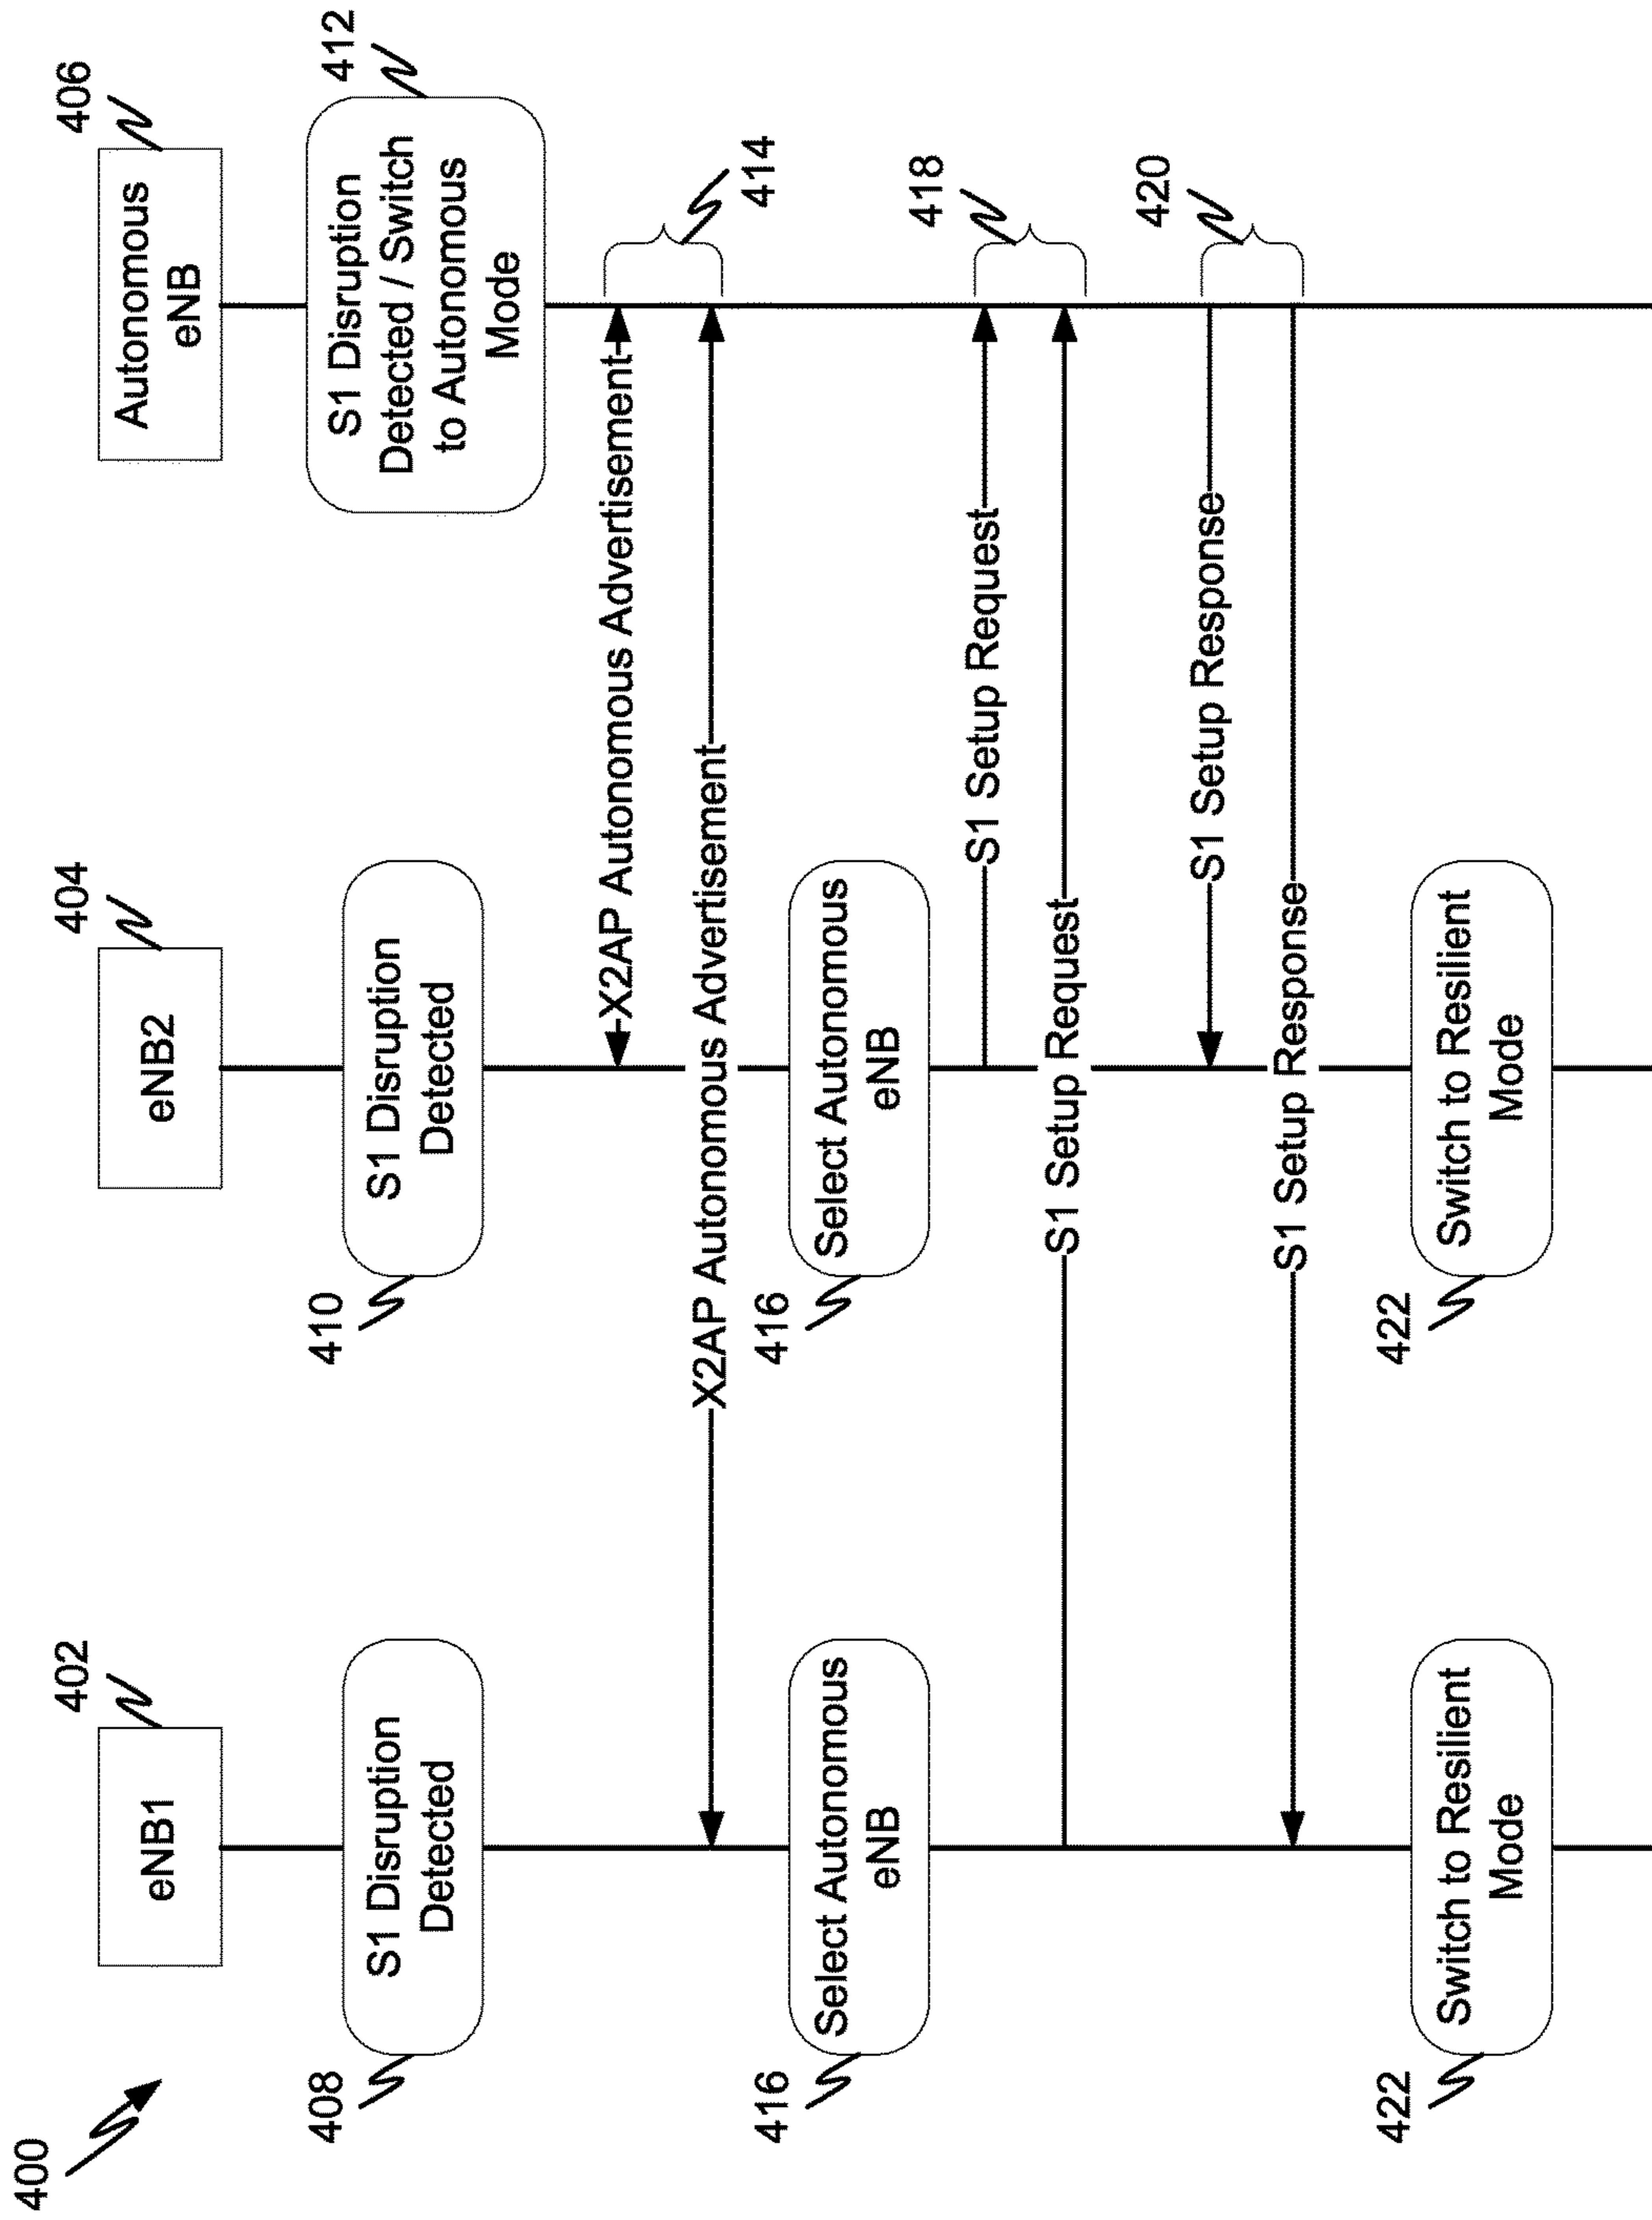 400
402
404
406
eNB1
eNB2
Autonomous
eNB
408
410
412
S1 Disruption
Detected
S1 Disruption
Detected
S1 Disruption
Detected / Switch
to Autonomous
Mode
X2AP Autonomous Advertisement
414
X2AP Autonomous Advertisement
416
416
Select Autonomous
eNB
Select Autonomous
eNB
418
S1 Setup Request
S1 Setup Request
420
S1 Setup Response
S1 Setup Response
422
422
Switch to Resilient
Mode
Switch to Resilient
Mode